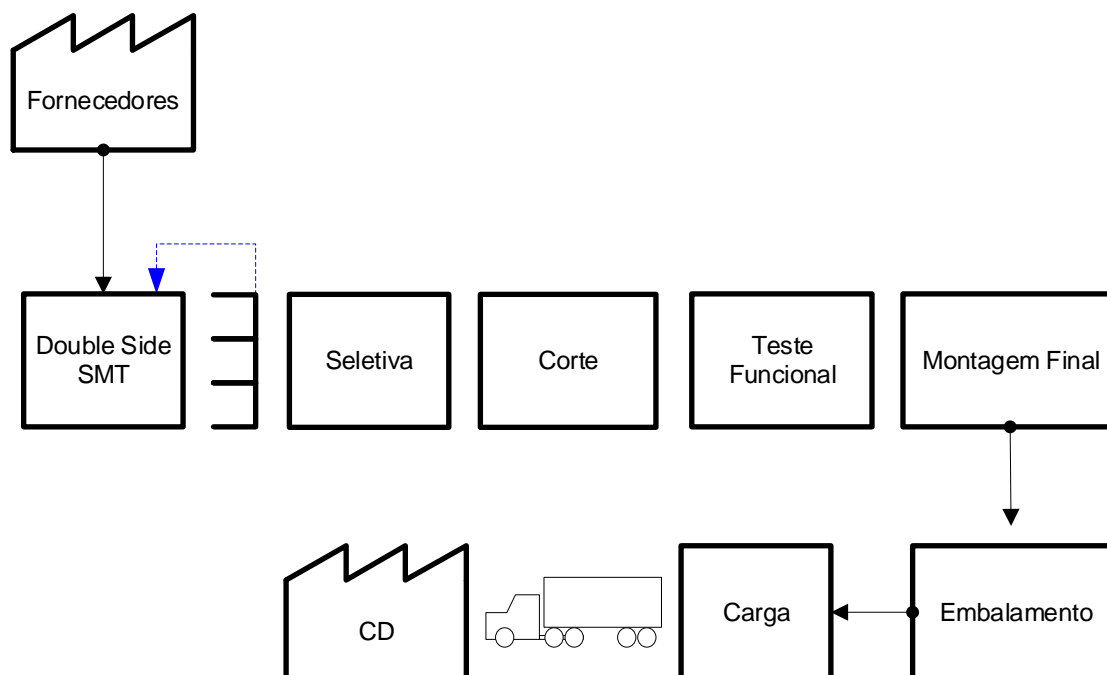 Fornecedores
Double Side
SMT
Seletiva
Corte
Teste
Funcional
Montagem Final
CD
Carga
Embalamento